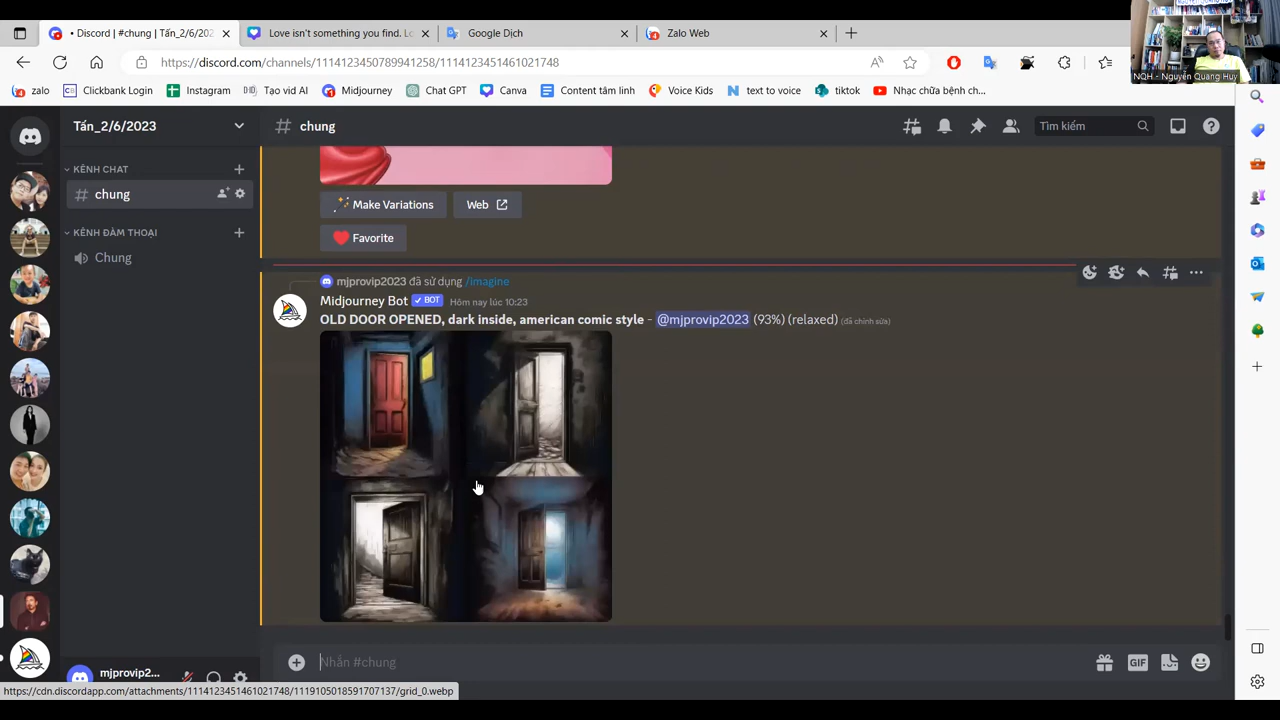 Discord | #chung | Tấn_2/6/202
Love isn't something you find. Lo
Google Dịch
Zalo Web
NQH - Nguyễn Quang Huy
https://discord.com/channels/1114123450789941258/1114123451461021748
zalo
Clickbank Login
Instagram
Tạo vid AI
Midjourney
Chat GPT
Canva
Content tâm linh
Voice Kids
text to voice
tiktok
Nhạc chữa bệnh ch...
Tấn_2/6/2023
# chung
Tìm kiếm
KÊNH CHAT
# chung
KÊNH ĐÀM THOẠI
Chung
Make Variations
Web
Favorite
mjprovip2023 đã sử dụng /imagine
Midjourney Bot BOT Hôm nay lúc 10:23
OLD DOOR OPENED, dark inside, american comic style - @mjprovip2023 (93%) (relaxed) (đã chỉnh sửa)
Nhắn #chung
GIF
mjprovip2...
https://cdn.discordapp.com/attachments/1114123451461021748/1119105018591707137/grid_0.webp